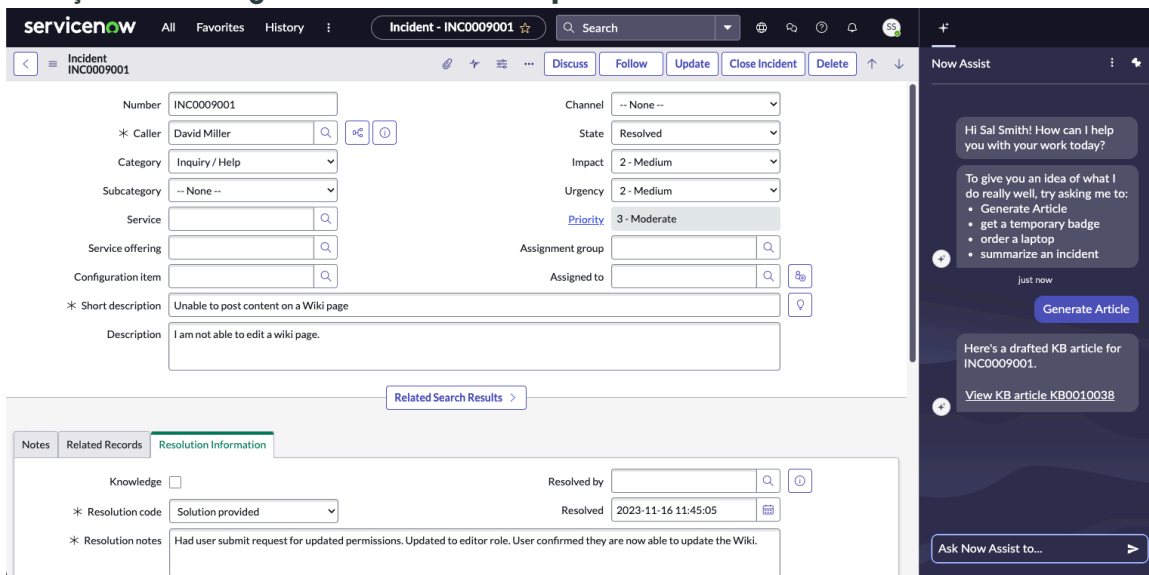 servicenow All Favorites History Incident - INC0009001 Search SS
Incident
INC0009001
Discuss Follow Update Close Incident Delete
Number INC0009001
Channel -- None --
* Caller David Miller
State Resolved
Category Inquiry / Help
Impact 2 - Medium
Subcategory -- None --
Urgency 2 - Medium
Service
Priority 3 - Moderate
Service offering
Assignment group
Configuration item
Assigned to
* Short description Unable to post content on a Wiki page
Description I am not able to edit a wiki page.
Related Search Results >
Notes Related Records Resolution Information
Knowledge
Resolved by
* Resolution code Solution provided
Resolved 2023-11-16 11:45:05
* Resolution notes Had user submit request for updated permissions. Updated to editor role. User confirmed they are now able to update the Wiki.
Now Assist
Hi Sal Smith! How can I help
you with your work today?
To give you an idea of what I
do really well, try asking me to:
• Generate Article
• get a temporary badge
• order a laptop
• summarize an incident
just now
Generate Article
Here's a drafted KB article for
INC0009001.
View KB article KB0010038
Ask Now Assist to...